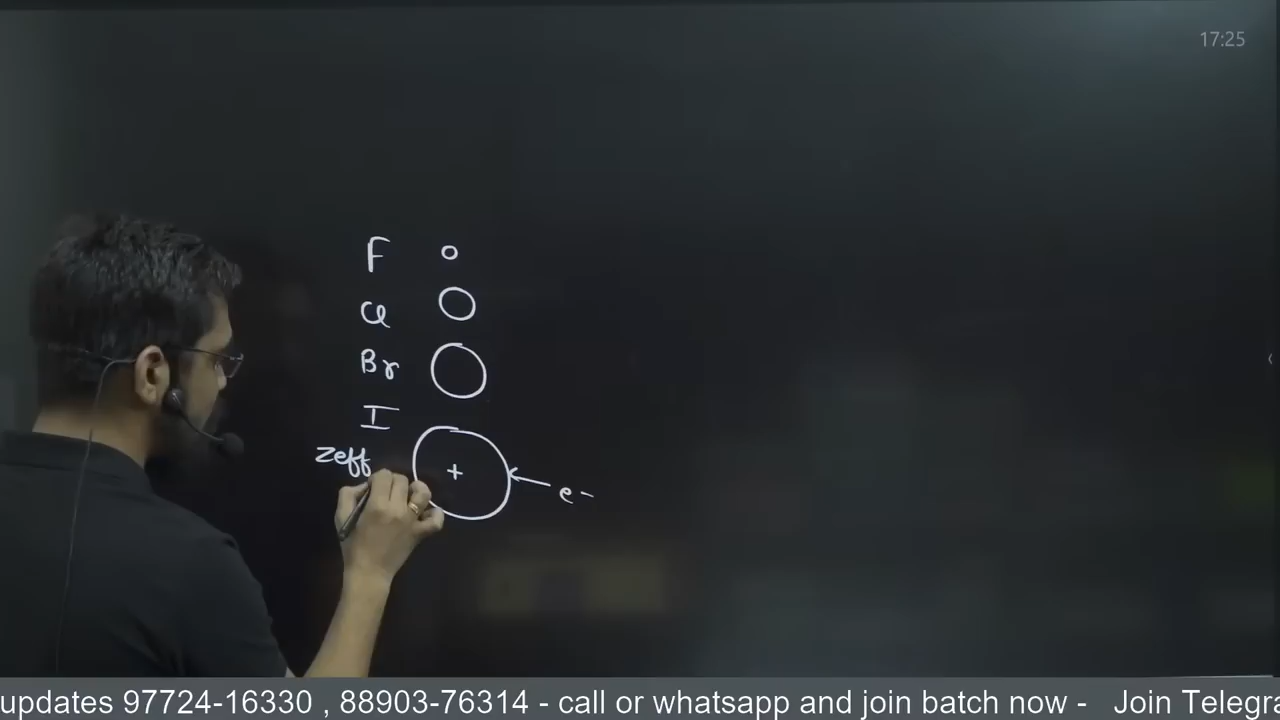 17:25
F
Cl
Br
I
Zeff
+
e-
updates 97724-16330 , 88903-76314 - call or whatsapp and join batch now - Join Telegra